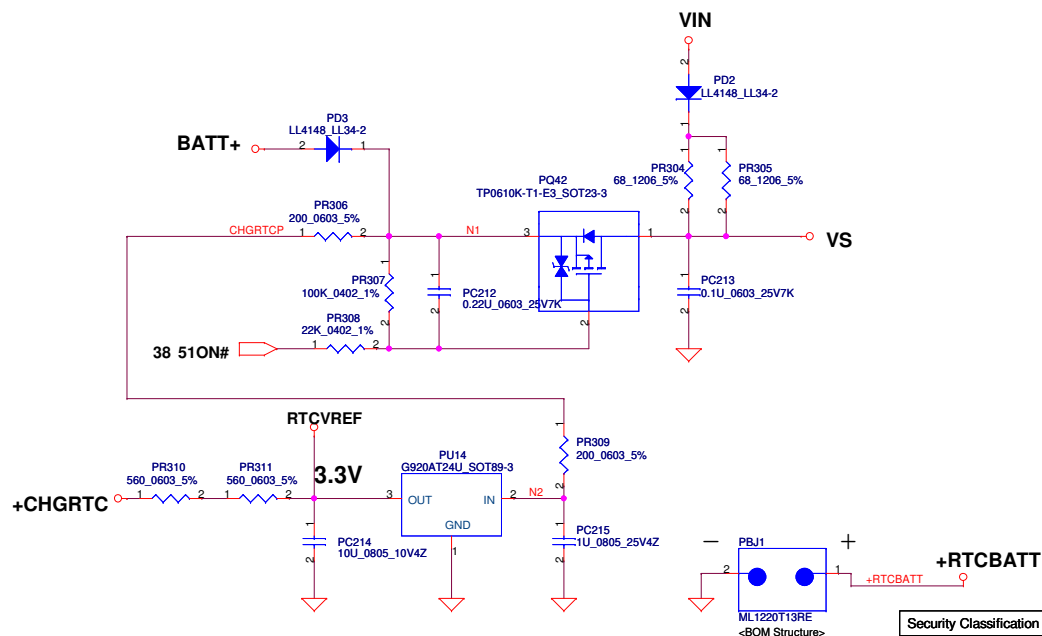 VIN
2
PD2
LL4148_LL34-2
1
PD3
LL4148_LL34-2
BATT+
2
1
1
PR304
68_1206_5%
2
1
PR305
68_1206_5%
2
PQ42
TP0610K-T1-E3_SOT23-3
PR306
200_0603_5%
CHGRTCP
1
2
N1
3
1
2
VS
1
PR307
100K_0402_1%
2
1
PC212
0.22U_0603_25V7K
2
1
PC213
0.1U_0603_25V7K
2
PR308
22K_0402_1%
38 51ON#
1
2
RTCVREF
1
PR309
200_0603_5%
2
PU14
G920AT24U_SOT89-3
PR310
560_0603_5%
PR311
560_0603_5%
3.3V
+CHGRTC
1
2
1
2
3
OUT
IN
2
N2
GND
1
1
PC214
10U_0805_10V4Z
2
1
PC215
1U_0805_25V4Z
2
− PBJ1 +
2
1
+RTCBATT
+RTCBATT
ML1220T13RE
<BOM Structure>
Security Classification